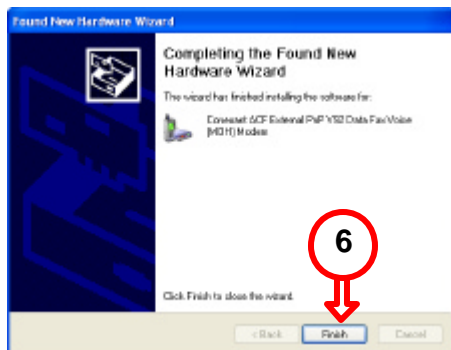 Found New Hardware Wizard
Completing the Found New
Hardware Wizard
The wizard has finished installing the software for:
Conexant ACF External PnP V92 Data Fax Voice
(MOH) Modem
6
Click Finish to close the wizard.
< Back Finish Cancel